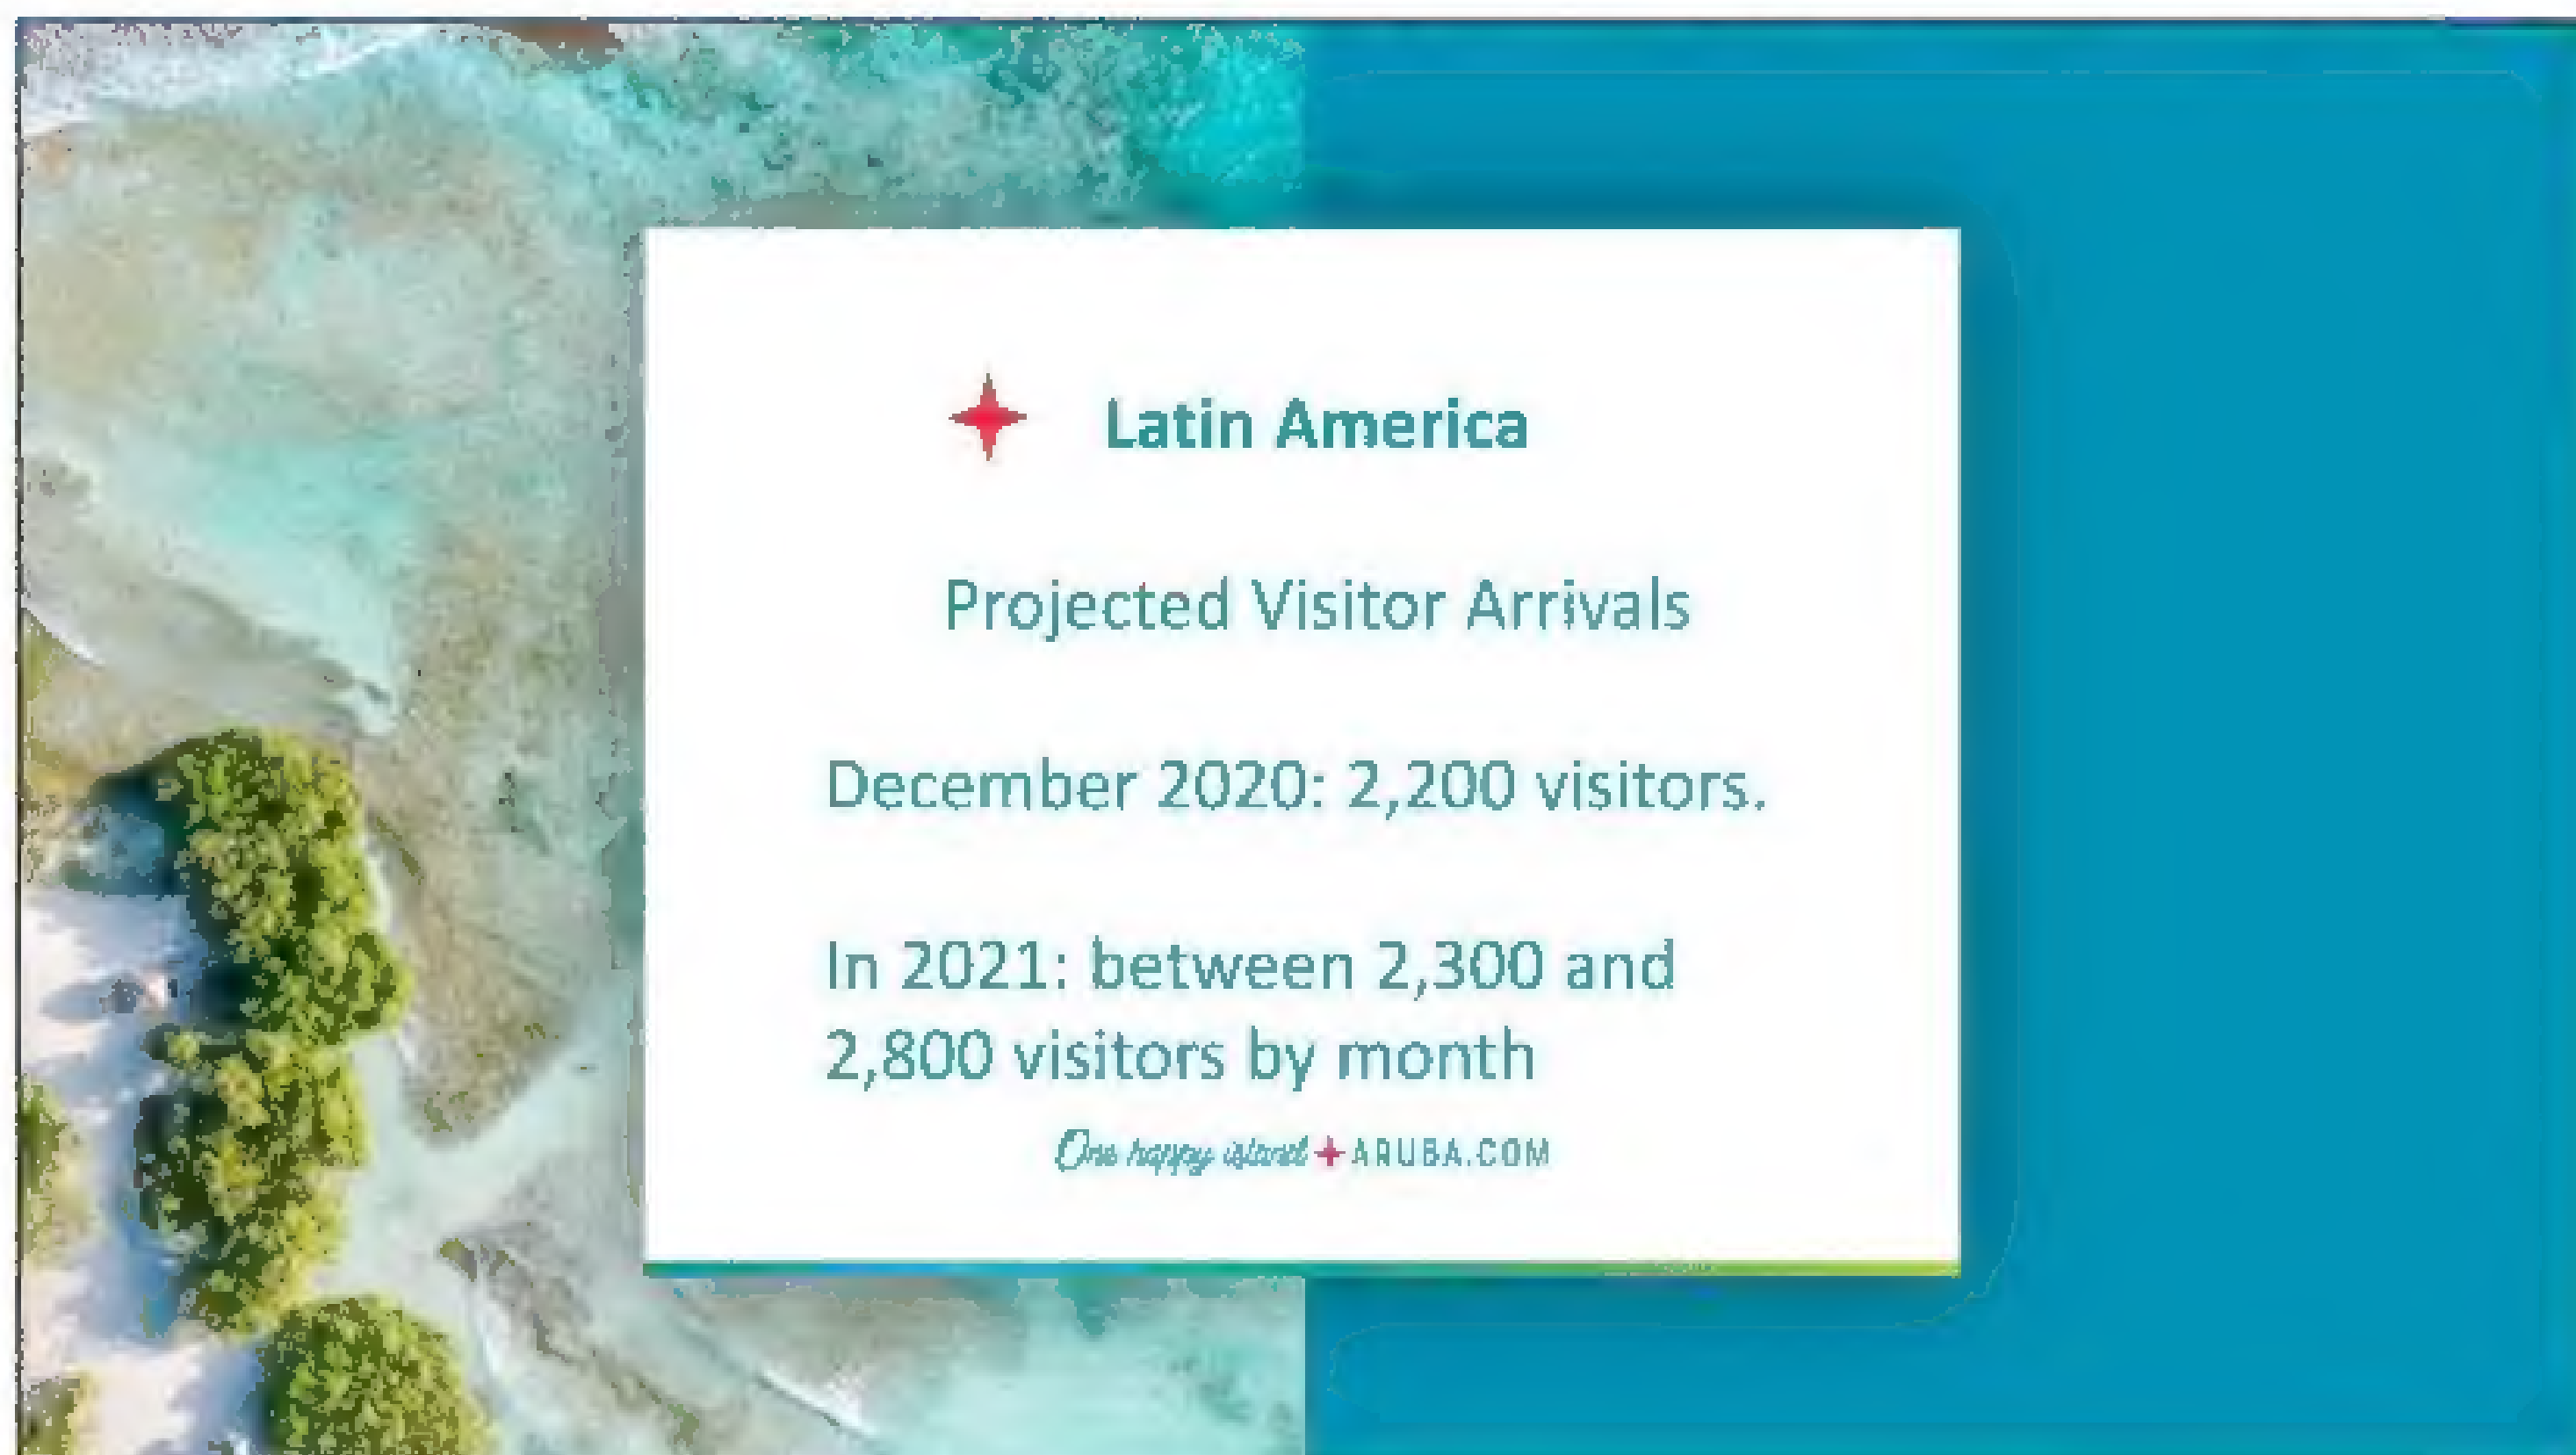 Latin America
Projected Visitor Arrivals
December 2020: 2,200 visitors.
In 2021: between 2,300 and
2,800 visitors by month
One happy island ARUBA.COM